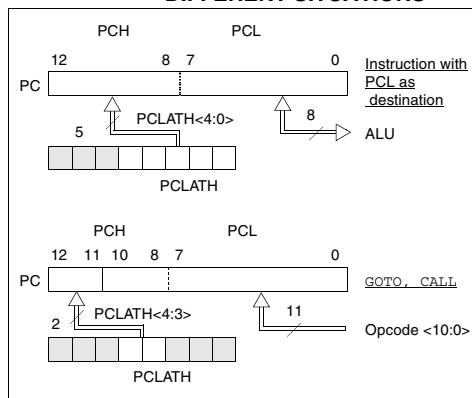 DIFFERENT SITUATIONS
PCH PCL
12 8 7 0
Instruction with
PCL as
destination
PC
PCLATH<4:0>
8
5
ALU
PCLATH
PCH PCL
12 11 10 8 7 0
PC
GOTO, CALL
PCLATH<4:3>
11
2
Opcode <10:0>
PCLATH